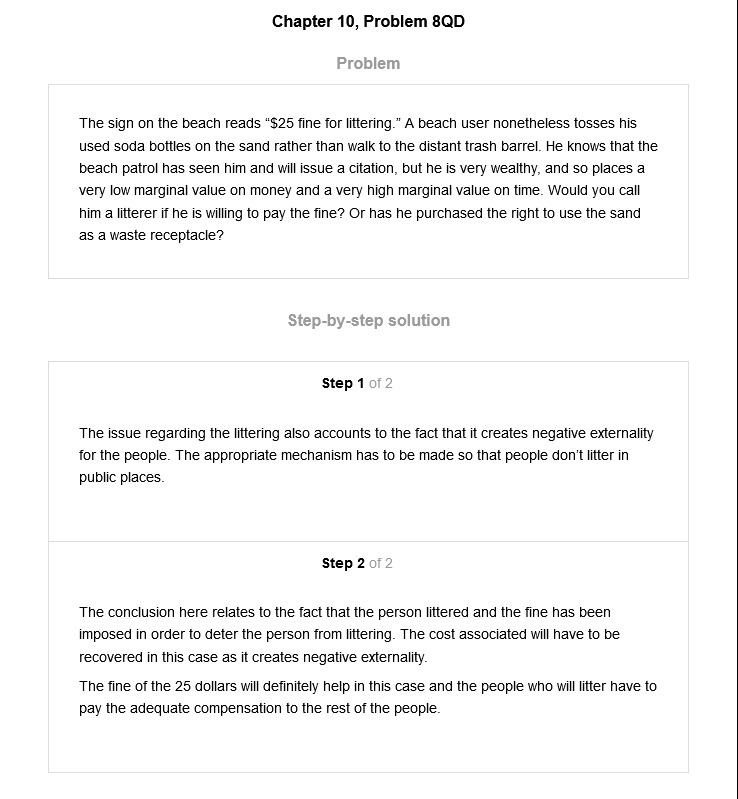 Chapter 10, Problem 8QD
Problem
The sign on the beach reads “$25 fine for littering.” A beach user nonetheless tosses his
used soda bottles on the sand rather than walk to the distant trash barrel. He knows that the
beach patrol has seen him and will issue a citation, but he is very wealthy, and so places a
very low marginal value on money and a very high marginal value on time. Would you call
him a litterer if he is willing to pay the fine? Or has he purchased the right to use the sand
as a waste receptacle?
Step-by-step solution
Step 1 of 2
The issue regarding the littering also accounts to the fact that it creates negative externality
for the people. The appropriate mechanism has to be made so that people don’t litter in
public places.
Step 2 of 2
The conclusion here relates to the fact that the person littered and the fine has been
imposed in order to deter the person from littering. The cost associated will have to be
recovered in this case as it creates negative externality.
The fine of the 25 dollars will definitely help in this case and the people who will litter have to
pay the adequate compensation to the rest of the people.